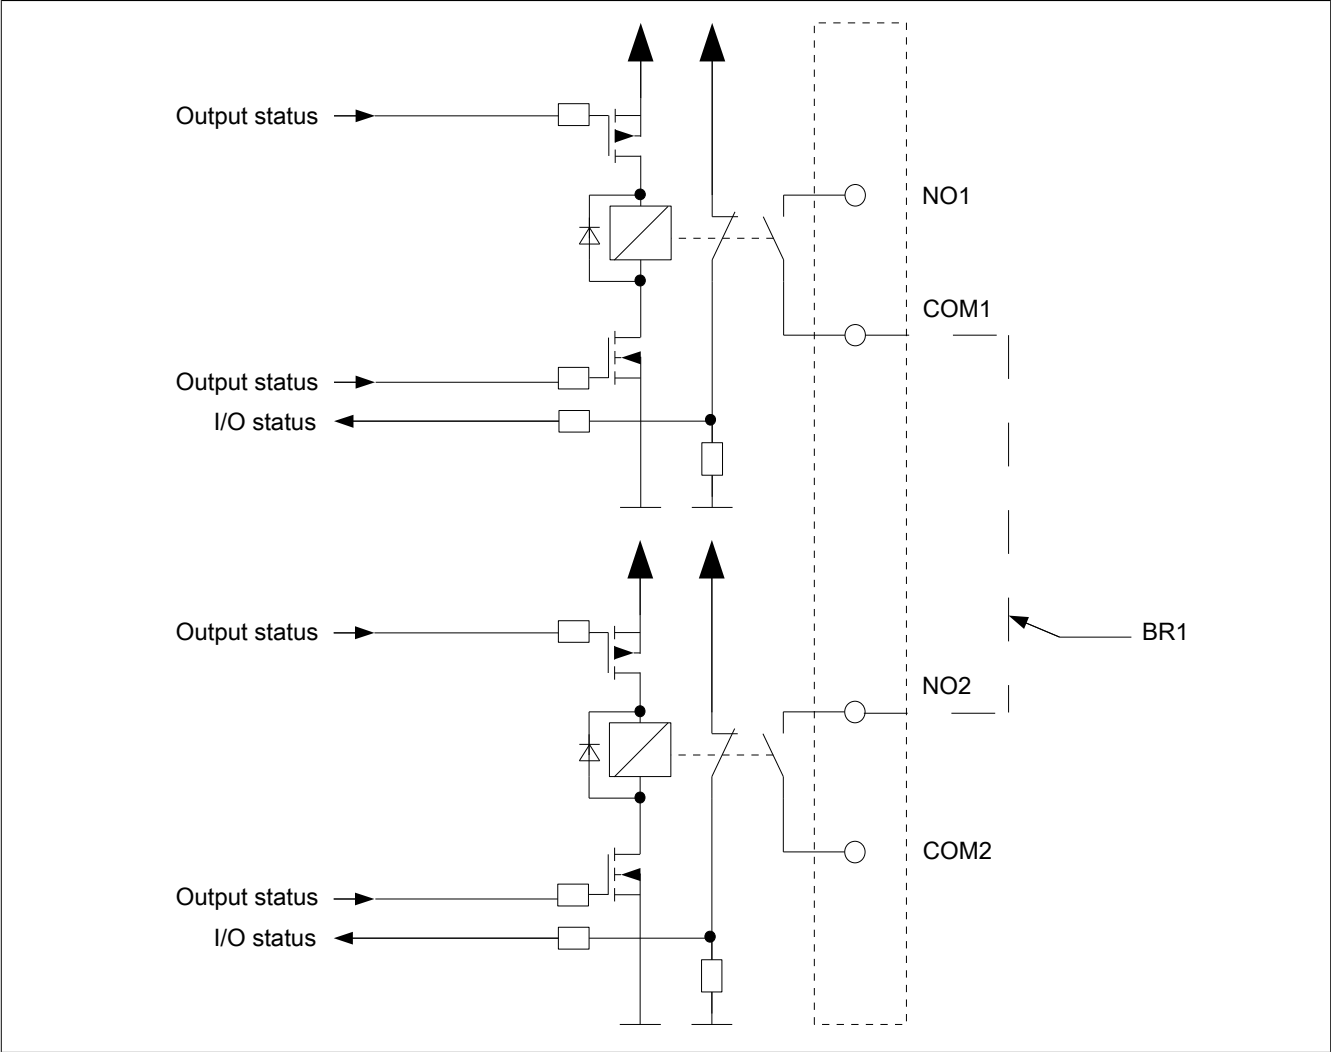 Output status
NO1
COM1
Output status
I/O status
Output status
BR1
NO2
COM2
Output status
I/O status